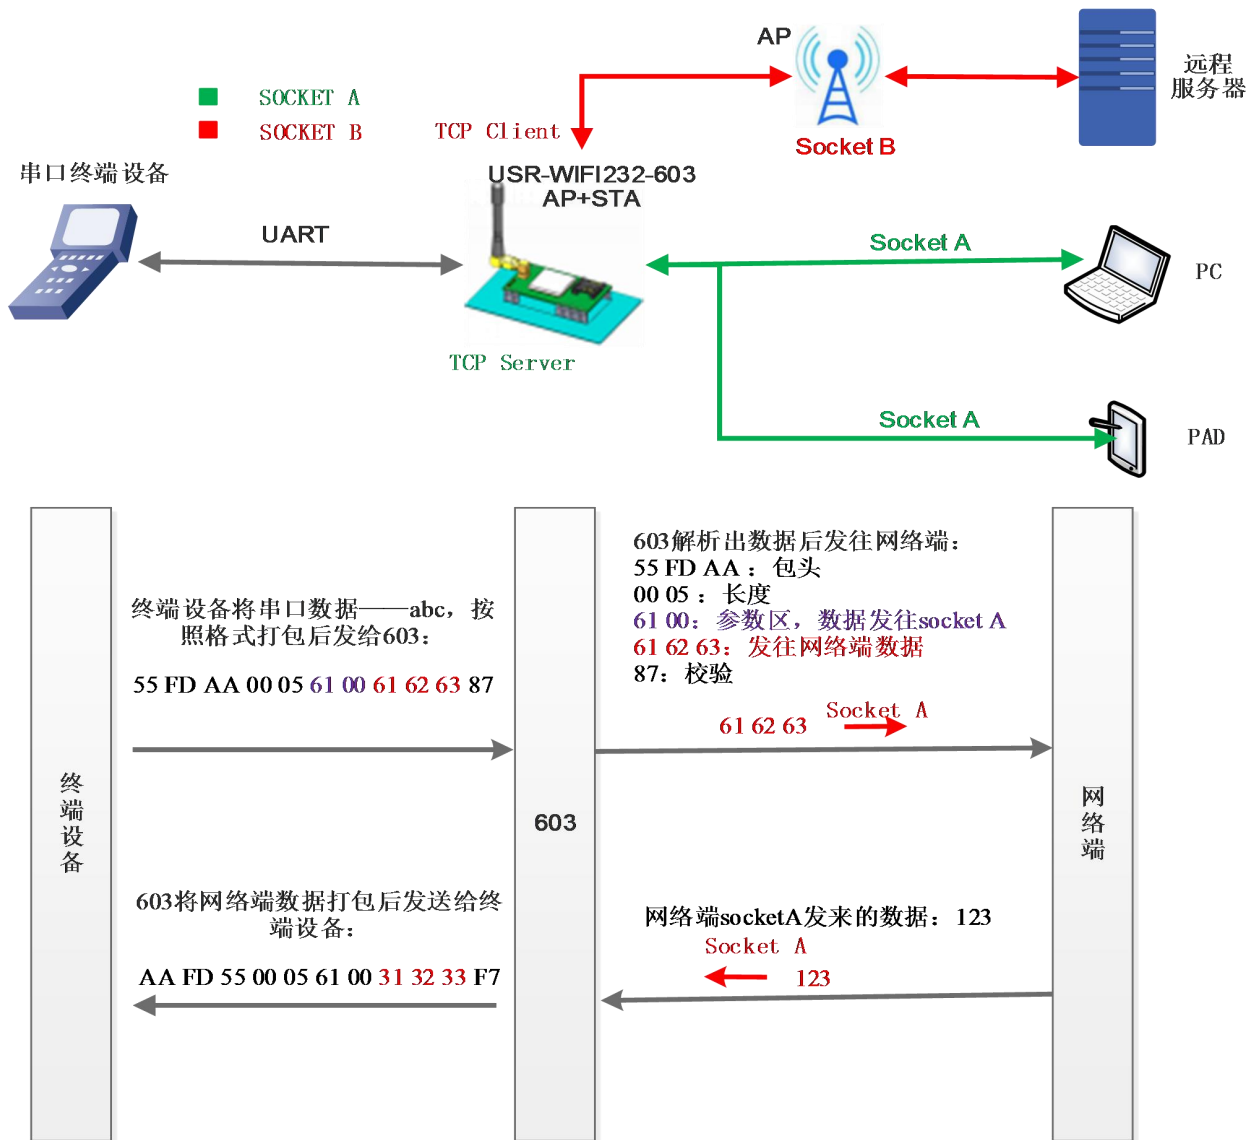 AP
远程
服务器
SOCKET A
SOCKET B
TCP Client
Socket B
串口终端设备
USR-WIFI232-603
AP+STA
UART
Socket A
PC
TCP Server
Socket A
PAD
603解析出数据后发往网络端：
55 FD AA ：包头
00 05 ：长度
61 00：参数区，数据发往socket A
61 62 63：发往网络端数据
87：校验
终端设备将串口数据——abc，按
照格式打包后发给603：
55 FD AA 00 05 61 00 61 62 63 87
61 62 63
Socket A
终端设备
603
网络端
603将网络端数据打包后发送给终
端设备：
AA FD 55 00 05 61 00 31 32 33 F7
网络端socketA发来的数据：123
Socket A
123